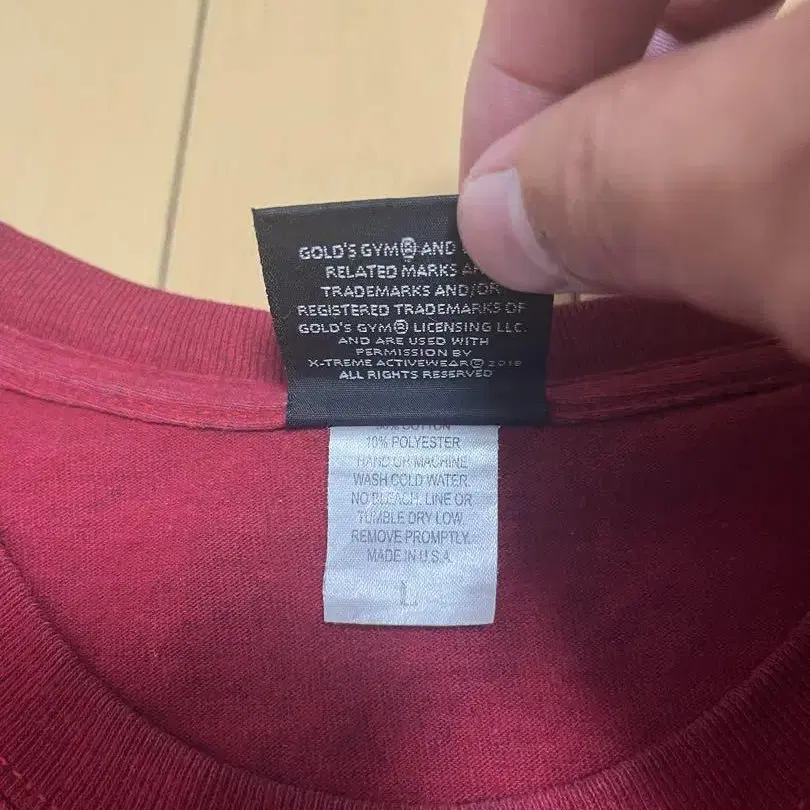 GOLD'S GYM® AND
RELATED MARKS
TRADEMARKS AND/OR
REGISTERED TRADEMARKS OF
GOLD'S GYM® LICENSING LLC.
AND ARE USED WITH
PERMISSION BY
X-TREME ACTIVEWEAR©
ALL RIGHTS RESERVED
COTTON
10% POLYESTER
HAND OR MACHINE
WASH COLD WATER.
NO BLEACH. LINE OR
TUMBLE DRY LOW.
REMOVE PROMPTLY.
MADE IN U.S.A.
L